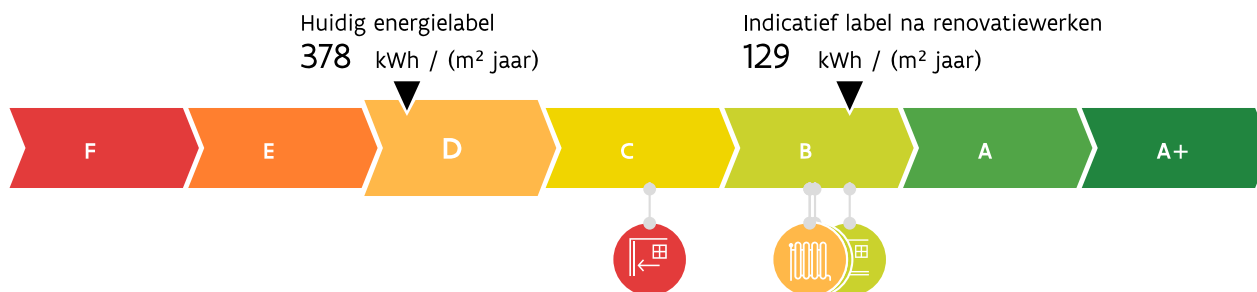 Huidig energielabel
378 kWh / (m² jaar)
Indicatief label na renovatiewerken
129 kWh / (m² jaar)
F E D C B A A+